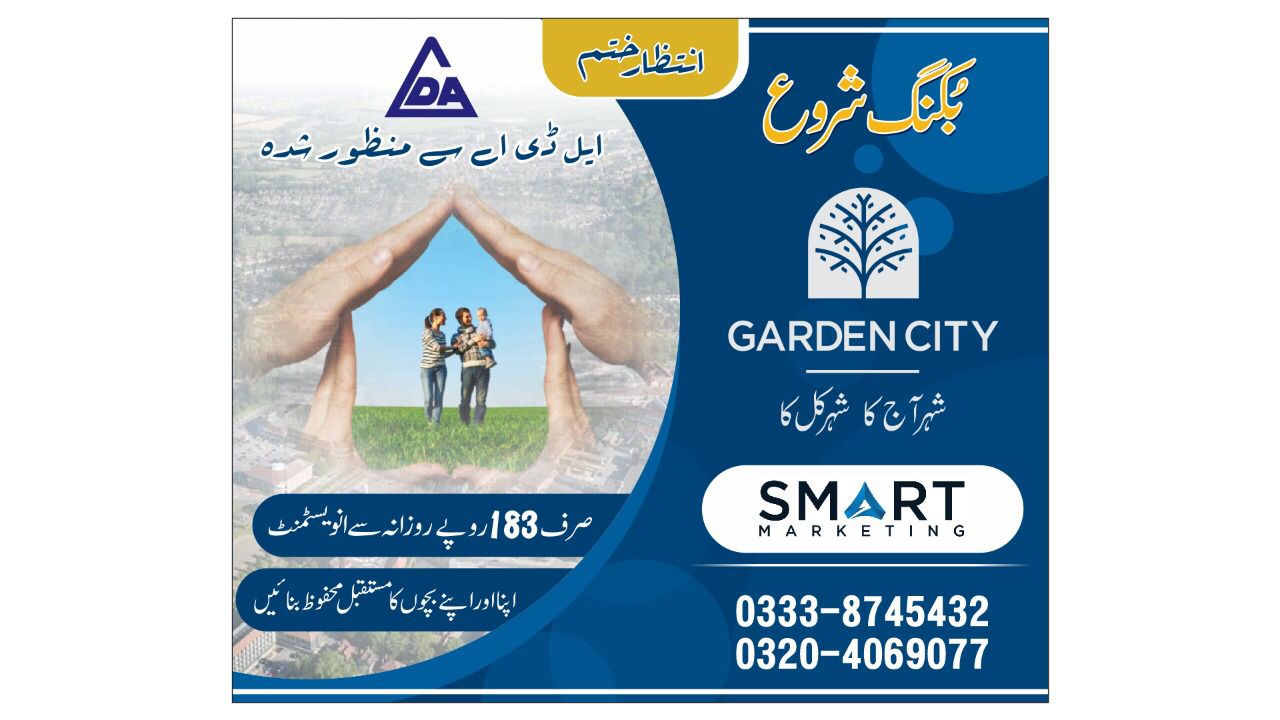 انتظار ختم
بکنگ شروع
LDA
ایل ڈی اے سے منظور شدہ
GARDEN CITY
شہر آج کا شہر کل کا
SMART
MARKETING
صرف 183 روپے روزانہ سے انویسٹمنٹ
اپنا اور اپنے بچوں کا مستقبل محفوظ بنائیں
0333-8745432
0320-4069077